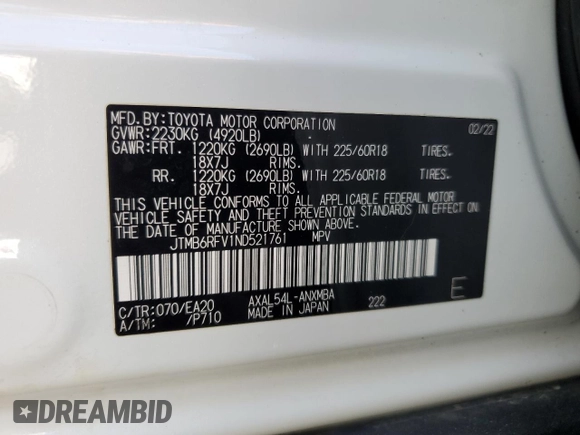 MFD. BY: TOYOTA MOTOR CORPORATION 02/22
GVWR: 2230KG (4920LB)
GAWR: FRT. 1220KG (2690LB) WITH 225/60R18 TIRES.
18X7J RIMS.
RR. 1220KG (2690LB) WITH 225/60R18 TIRES.
18X7J RIMS.
THIS VEHICLE CONFORMS TO ALL APPLICABLE FEDERAL MOTOR
VEHICLE SAFETY AND THEFT PREVENTION STANDARDS IN EFFECT ON
THE DATE OF MANUFACTURE SHOWN ABOVE.
JTMB6RFV1ND521761 MPV
C/TR: 070/EA20 AXAL54L-ANXMBA 222 E
A/TM: /P710 MADE IN JAPAN
DREAMBID